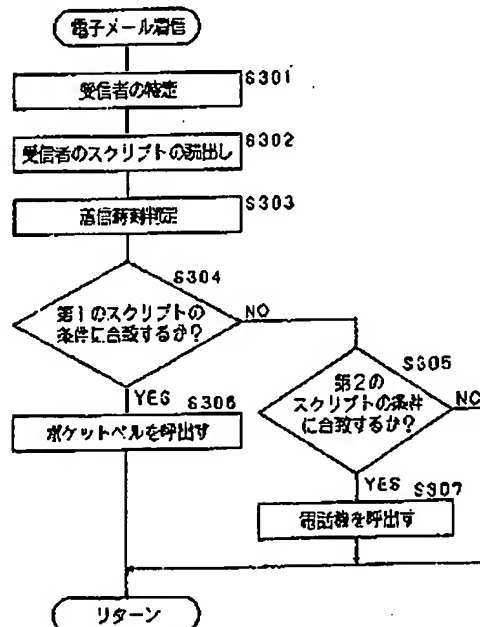 電子メール着信
受信者の特定
S301
受信者のスクリプトの読出し
S302
着信時刻判定
S303
S304
第1のスクリプトの
条件に合致するか?
NO
YES
S305
第2の
スクリプトの条件
に合致するか?
NO
S306
ポケットベルを呼出す
YES
S307
電話機を呼出す
リターン